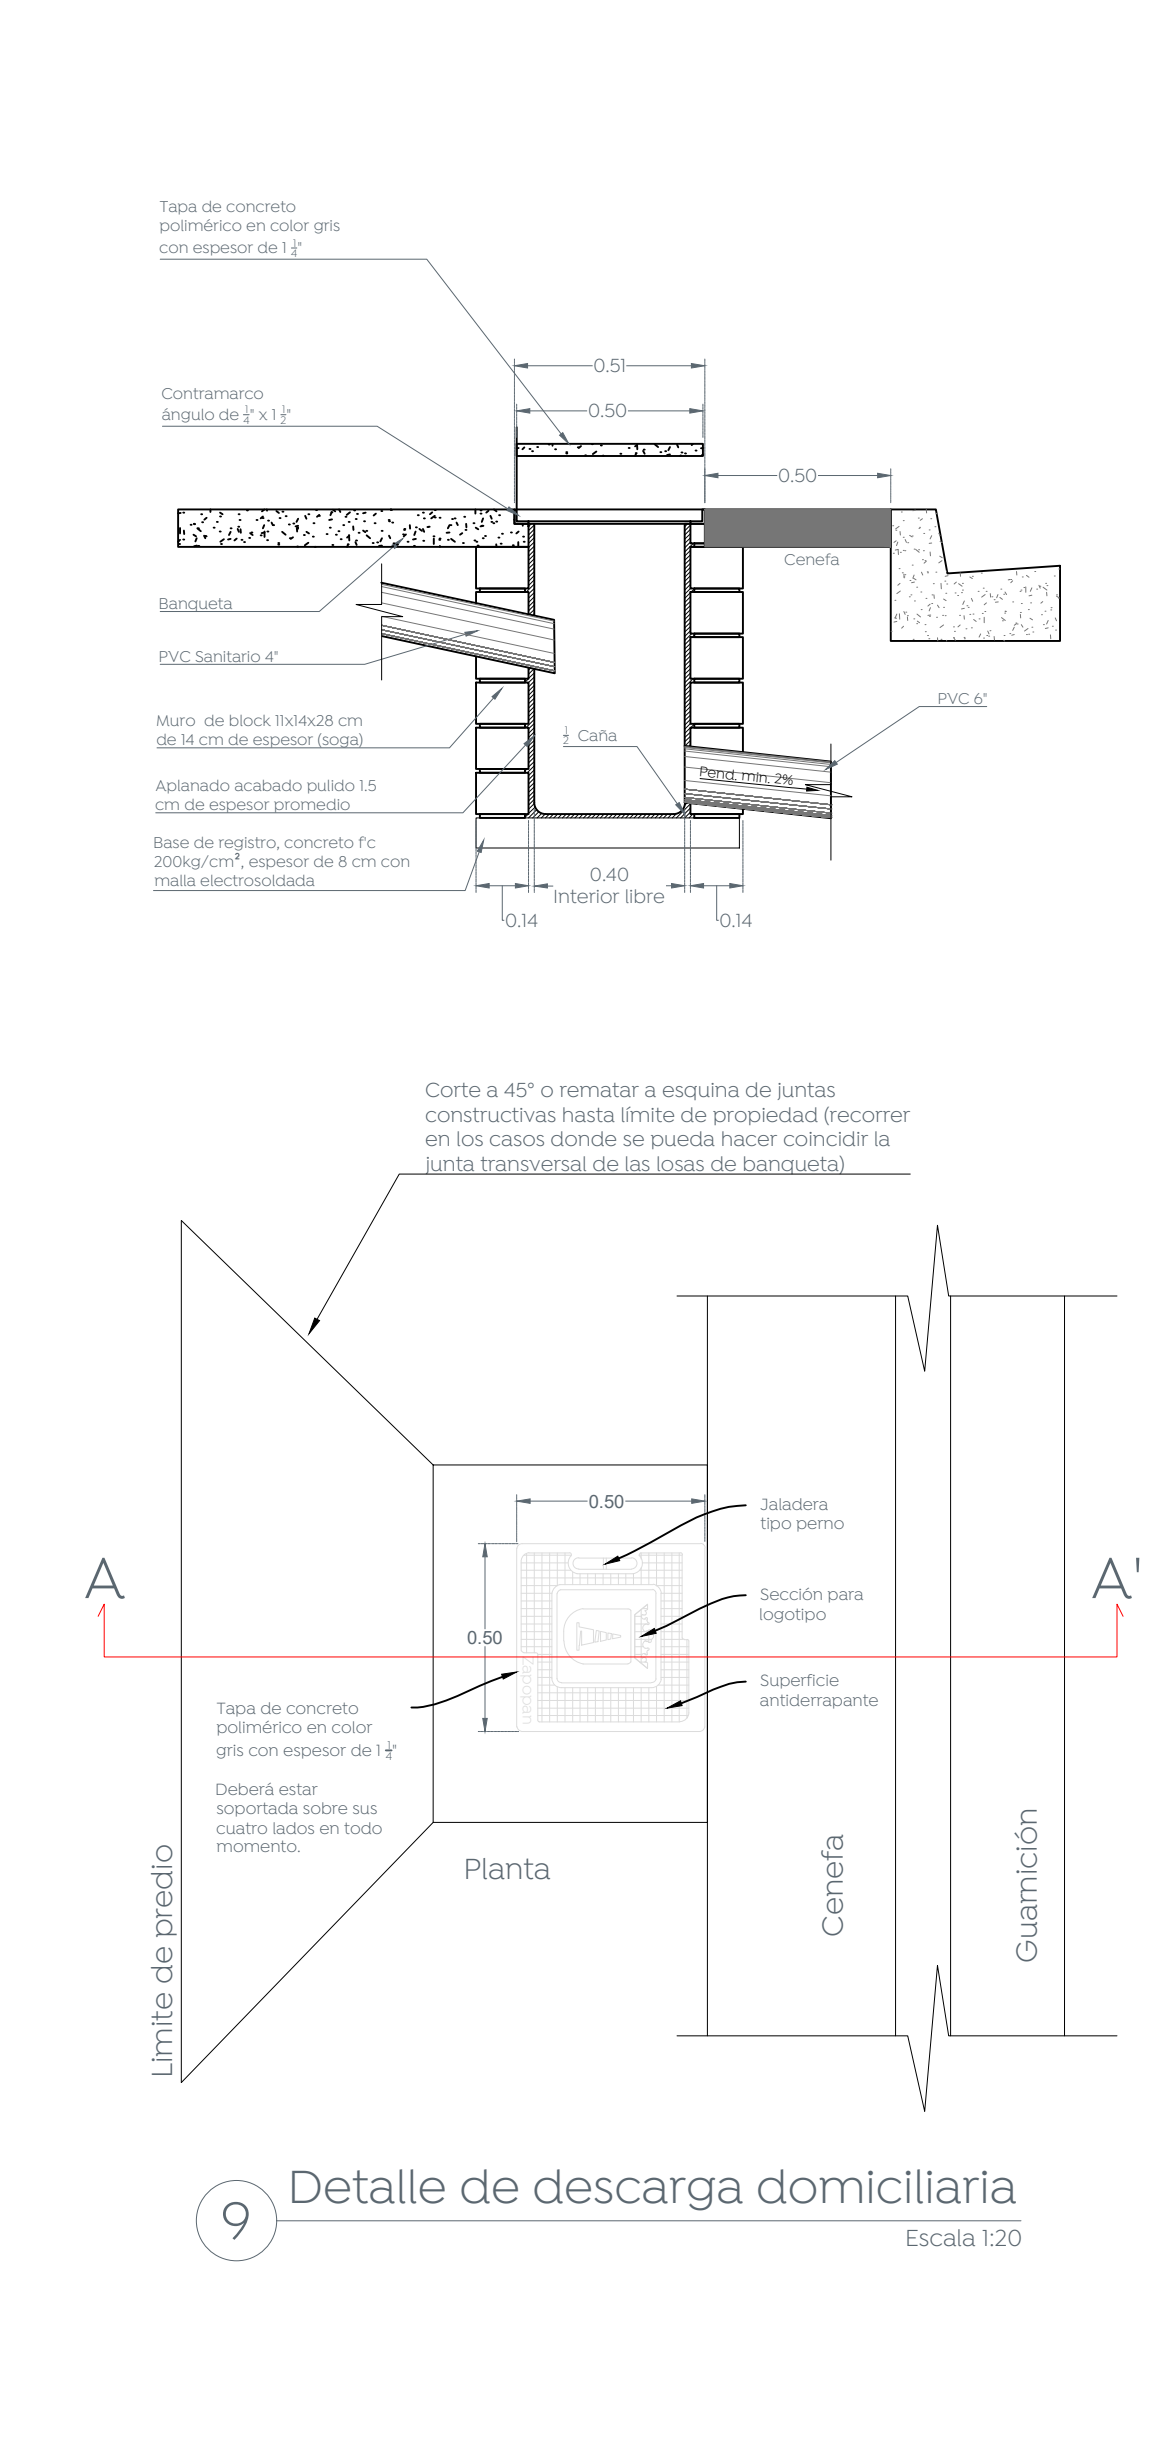 Tapa de concreto
polimérico en color gris
con espesor de 1 1/4"
0.51
Contramarco
ángulo de 1/4" x 1 1/2"
0.50
0.50
Cenefa
Banqueta
PVC Sanitario 4"
PVC 6"
Muro de block 11x14x28 cm
de 14 cm de espesor (soga)
1/2 Caña
Pend. min. 2%
Aplanado acabado pulido 1.5
cm de espesor promedio
Base de registro, concreto f'c
200kg/cm², espesor de 8 cm con
malla electrosoldada
0.40
Interior libre
0.14
0.14
Corte a 45° o rematar a esquina de juntas
constructivas hasta límite de propiedad (recorrer
en los casos donde se pueda hacer coincidir la
junta transversal de las losas de banqueta)
0.50
Jaladera
tipo perno
A
A'
Sección para
logotipo
0.50
Zapopan
Superficie
antiderrapante
Tapa de concreto
polimérico en color
gris con espesor de 1 1/4"
Deberá estar
soportada sobre sus
cuatro lados en todo
momento.
Limite de predio
Planta
Cenefa
Guarnición
9
Detalle de descarga domiciliaria
Escala 1:20